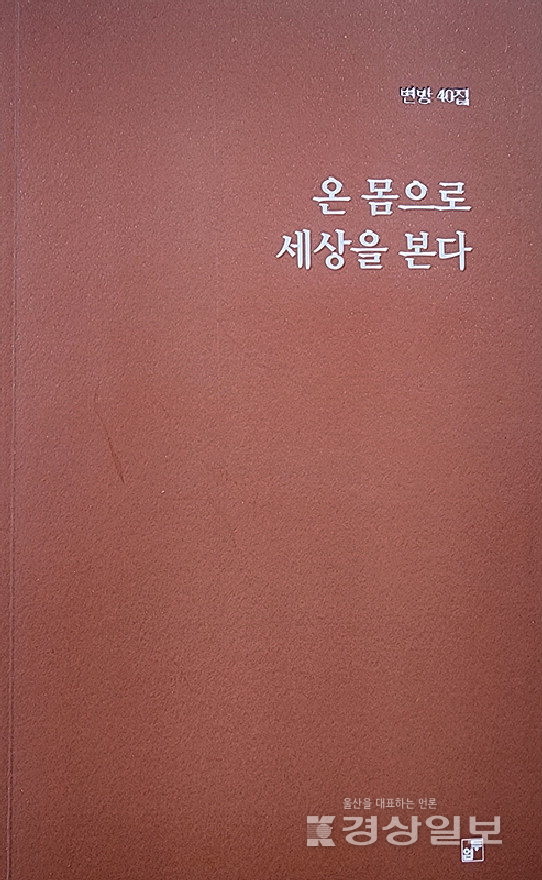 변방 40집
온 몸으로
세상을 본다
울산을 대표하는 언론
경상일보